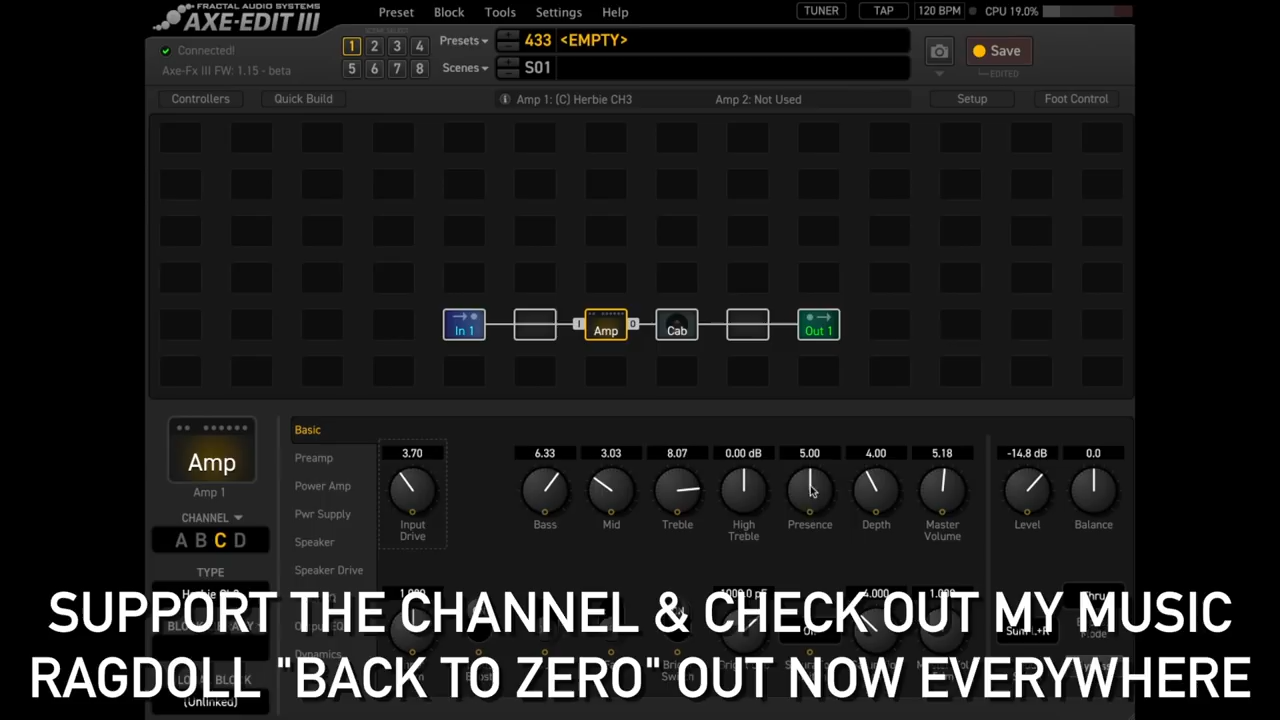 FRACTAL AUDIO SYSTEMS
AXE-EDIT III
Preset Block Tools Settings Help
TUNER TAP 120 BPM CPU 19.0%
Connected!
Axe-Fx III FW: 1.15 - beta
1 2 3 4
5 6 7 8
Presets 433 <EMPTY>
Scenes S01
Save
EDITED
Controllers Quick Build Amp 1: (C) Herbie CH3 Amp 2: Not Used Setup Foot Control
In 1 Amp Cab Out 1
Amp
Amp 1
CHANNEL
A B C D
TYPE
Basic
Preamp
Power Amp
Pwr Supply
Speaker
Speaker Drive
Dynamics
3.70 6.33 3.03 8.07 0.00 dB 5.00 4.00 5.18 -14.8 dB 0.0
Input Drive Bass Mid Treble High Treble Presence Depth Master Volume Level Balance
SUPPORT THE CHANNEL & CHECK OUT MY MUSIC
RAGDOLL "BACK TO ZERO" OUT NOW EVERYWHERE
(Unlinked)